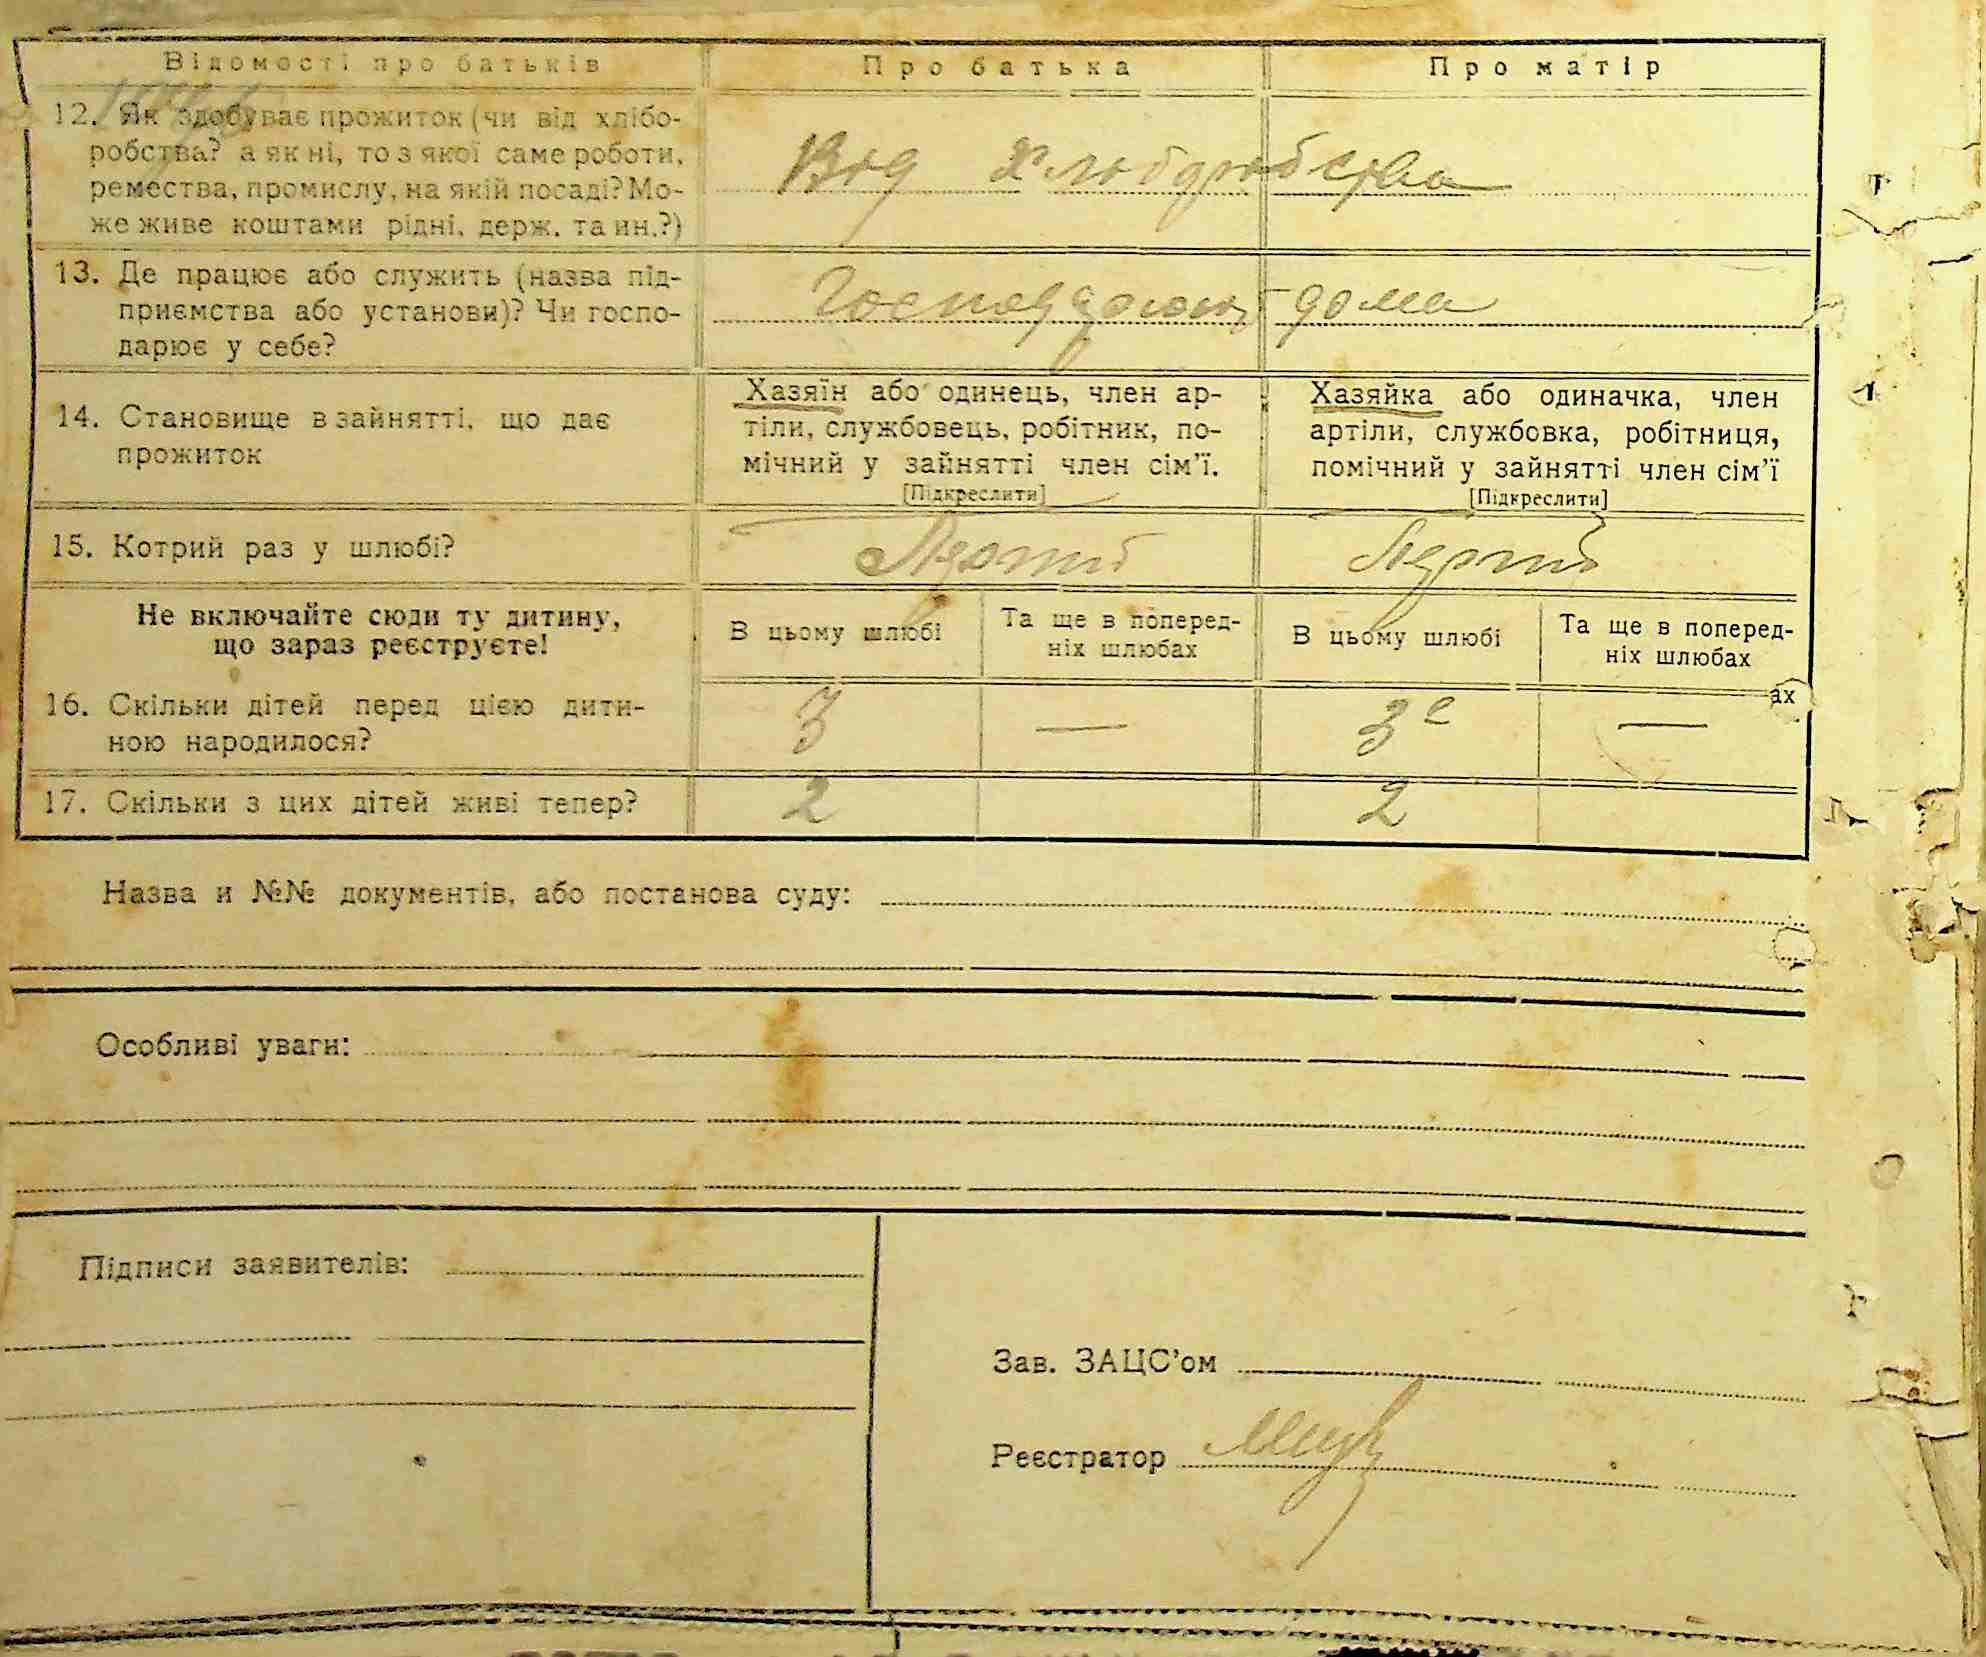 Відомості про батьків
Про батька
Про матір
12. Як здобуває прожиток (чи від хлібо-
робства? а як ні, то з якої саме роботи,
ремества, промислу, на якій посаді? Мо-
же живе коштами рідні, держ. та ин.?)
Від хліборобства
13. Де працює або служить (назва під-
приємства або установи)? Чи госпо-
дарює у себе?
дома
14. Становище в зайнятті, що дає
прожиток
Хазяїн або одинець, член ар-
тіли, службовець, робітник, по-
мічний у зайнятті член сім'ї.
[Підкреслити]
Хазяйка або одиначка, член
артіли, службовка, робітниця,
помічний у зайнятті член сім'ї
[Підкреслити]
15. Котрий раз у шлюбі?
Не включайте сюди ту дитину,
що зараз реєструєте!
В цьому шлюбі
Та ще в поперед-
ніх шлюбах
В цьому шлюбі
Та ще в поперед-
ніх шлюбах
ах
16. Скільки дітей перед цією дити-
ною народилося?
3 — 3е —
17. Скільки з цих дітей живі тепер?
2 2
Назва и №№ документів, або постанова суду:
Особливі уваги:
Підписи заявителів:
Зав. ЗАЦС'ом
Реєстратор